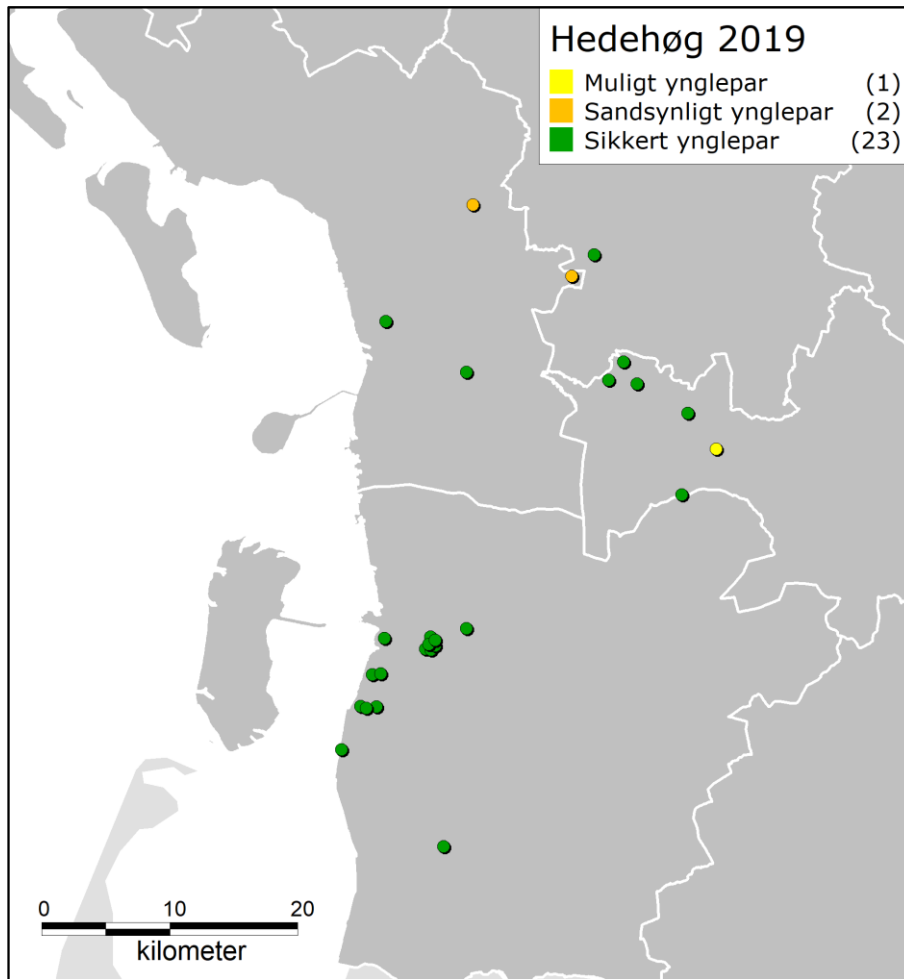 Hedehøg 2019
Muligt ynglepar (1)
Sandsynligt ynglepar (2)
Sikkert ynglepar (23)
0 10 20
kilometer